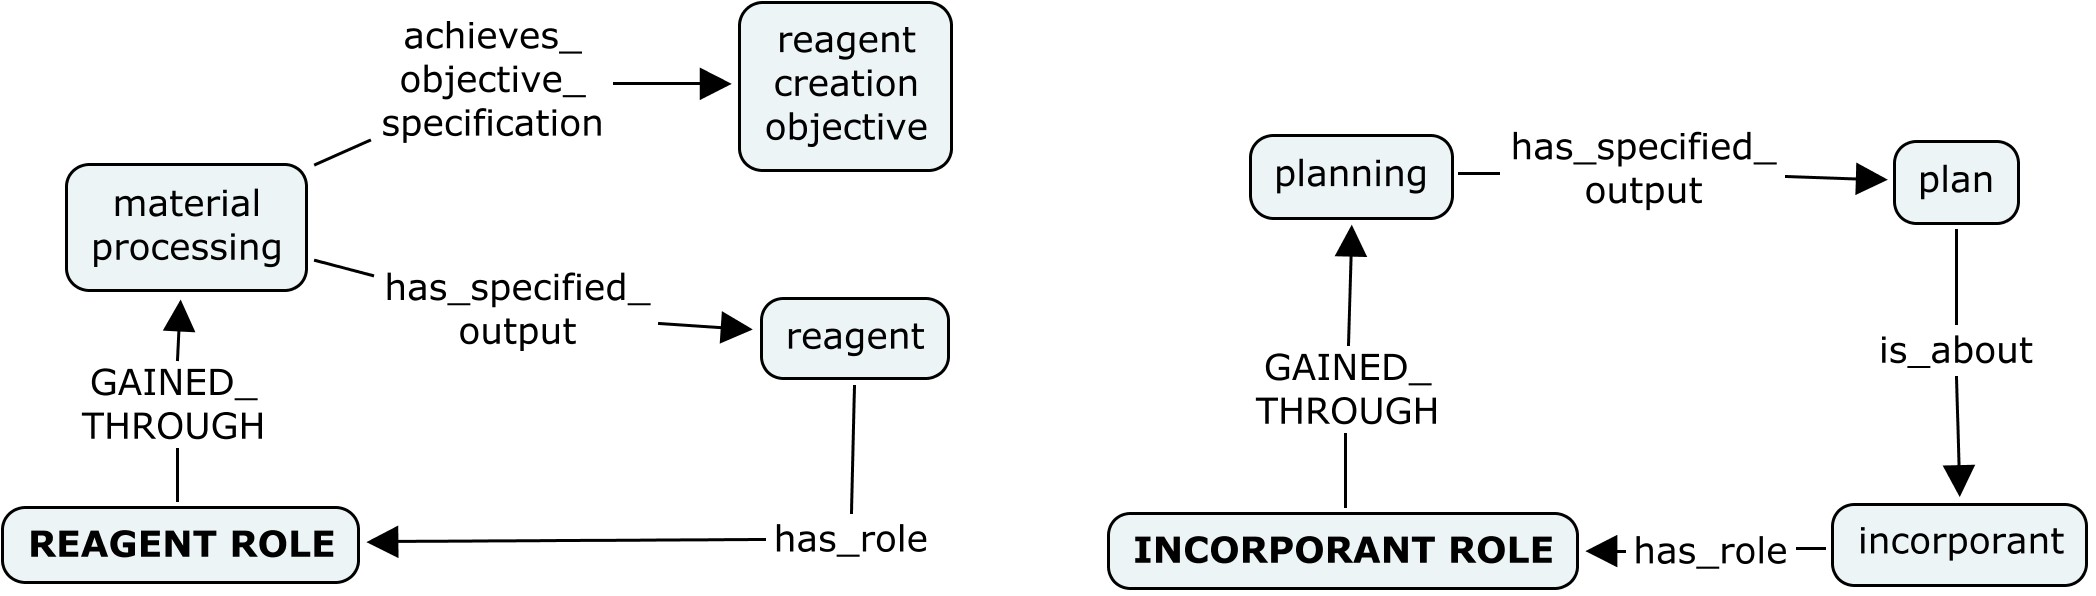 achieves_
objective_
specification
reagent
creation
objective
material
processing
has_specified_
output
reagent
GAINED_
THROUGH
REAGENT ROLE
has_role
planning
has_specified_
output
plan
is_about
GAINED_
THROUGH
INCORPORANT ROLE
has_role
incorporant